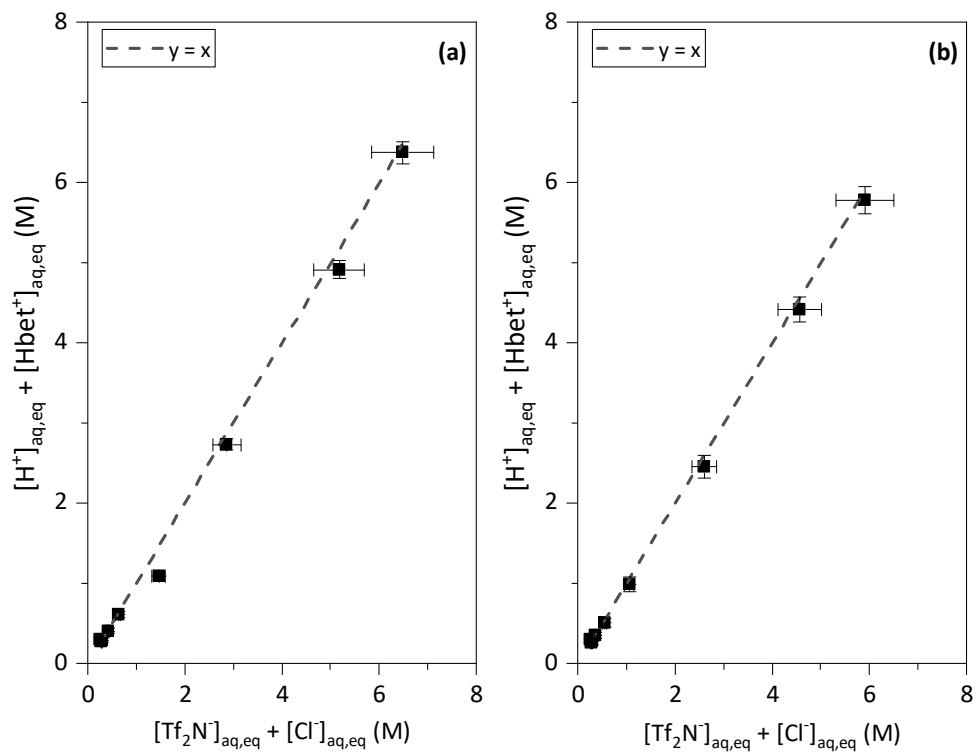 y = x
(a)
8
6
4
2
0
[H⁺]aq,eq + [Hbet⁺]aq,eq (M)
0 2 4 6 8
[Tf₂N⁻]aq,eq + [Cl⁻]aq,eq (M)
y = x
(b)
8
6
4
2
0
[H⁺]aq,eq + [Hbet⁺]aq,eq (M)
0 2 4 6 8
[Tf₂N⁻]aq,eq + [Cl⁻]aq,eq (M)